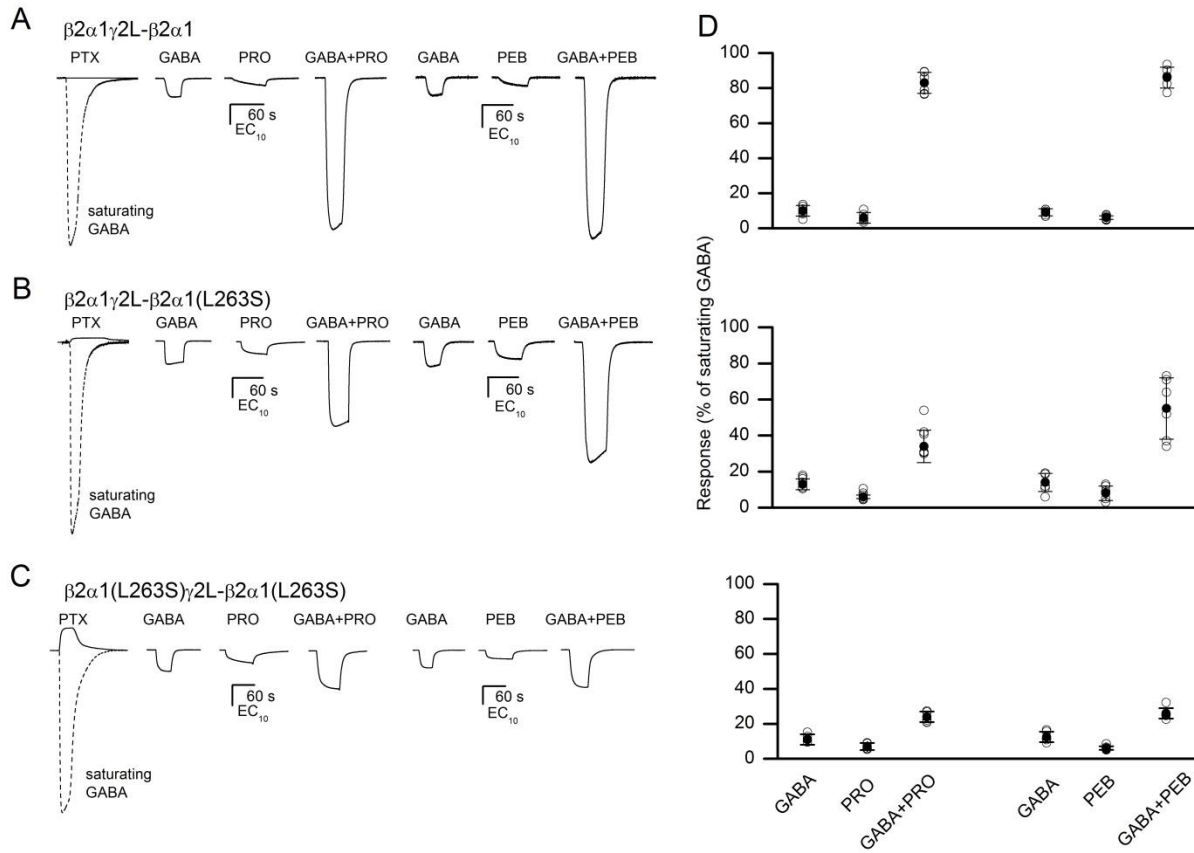 A
β2α1γ2L-β2α1
PTX GABA PRO GABA+PRO GABA PEB GABA+PEB
60 s
EC10
60 s
EC10
saturating
GABA
B
β2α1γ2L-β2α1(L263S)
PTX GABA PRO GABA+PRO GABA PEB GABA+PEB
60 s
EC10
60 s
EC10
saturating
GABA
C
β2α1(L263S)γ2L-β2α1(L263S)
PTX GABA PRO GABA+PRO GABA PEB GABA+PEB
60 s
EC10
60 s
EC10
saturating
GABA
D
Response (% of saturating GABA)
100
80
60
40
20
0
100
80
60
40
20
0
100
80
60
40
20
0
GABA PRO GABA+PRO GABA PEB GABA+PEB